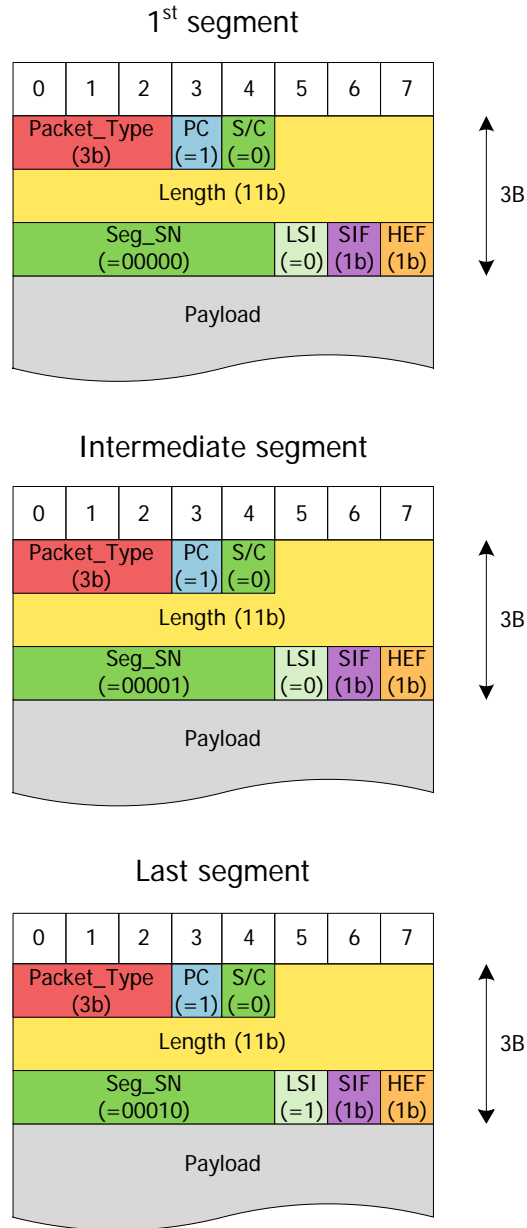 1st segment
0 1 2 3 4 5 6 7
Packet_Type PC S/C
(3b) (=1) (=0)
Length (11b)
3B
Seg_SN LSI SIF HEF
(=00000) (=0) (1b) (1b)
Payload
Intermediate segment
0 1 2 3 4 5 6 7
Packet_Type PC S/C
(3b) (=1) (=0)
Length (11b)
3B
Seg_SN LSI SIF HEF
(=00001) (=0) (1b) (1b)
Payload
Last segment
0 1 2 3 4 5 6 7
Packet_Type PC S/C
(3b) (=1) (=0)
Length (11b)
3B
Seg_SN LSI SIF HEF
(=00010) (=1) (1b) (1b)
Payload